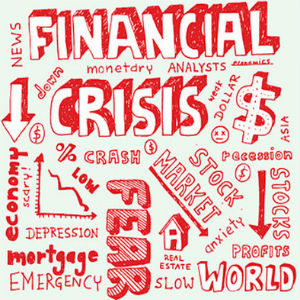 NEWS
FINANCIAL
down
monetary ANALYSTS economics
CRISIS
weak DOLLAR
$
$
ASIA
economy
scary!!
%
LOW
CRASH
STOCK MARKET
recession
$
STOCKS
DEPRESSION
FEAR
anxiety
mortgage
REAL ESTATE
PROFITS
EMERGENCY
SLOW
WORLD
$